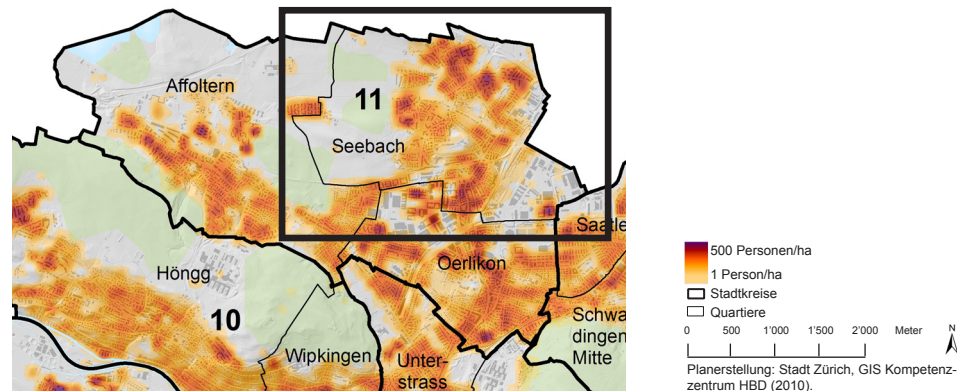 Affoltern
11
Seebach
Saatle
Höngg
Oerlikon
10
Schwa
dingen
Mitte
Wipkingen
Unter-
strass
500 Personen/ha
1 Person/ha
Stadtkreise
Quartiere
0 500 1'000 1'500 2'000 Meter
N
Planerstellung: Stadt Zürich, GIS Kompetenz-
zentrum HBD (2010).